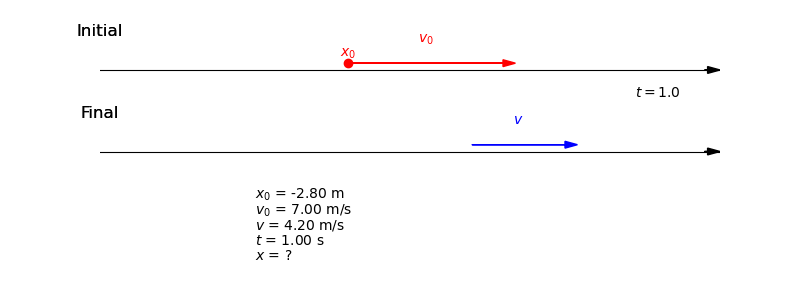 Initial
v₀
x₀
t = 1.0
Final
v
x₀ = -2.80 m
v₀ = 7.00 m/s
v = 4.20 m/s
t = 1.00 s
x = ?